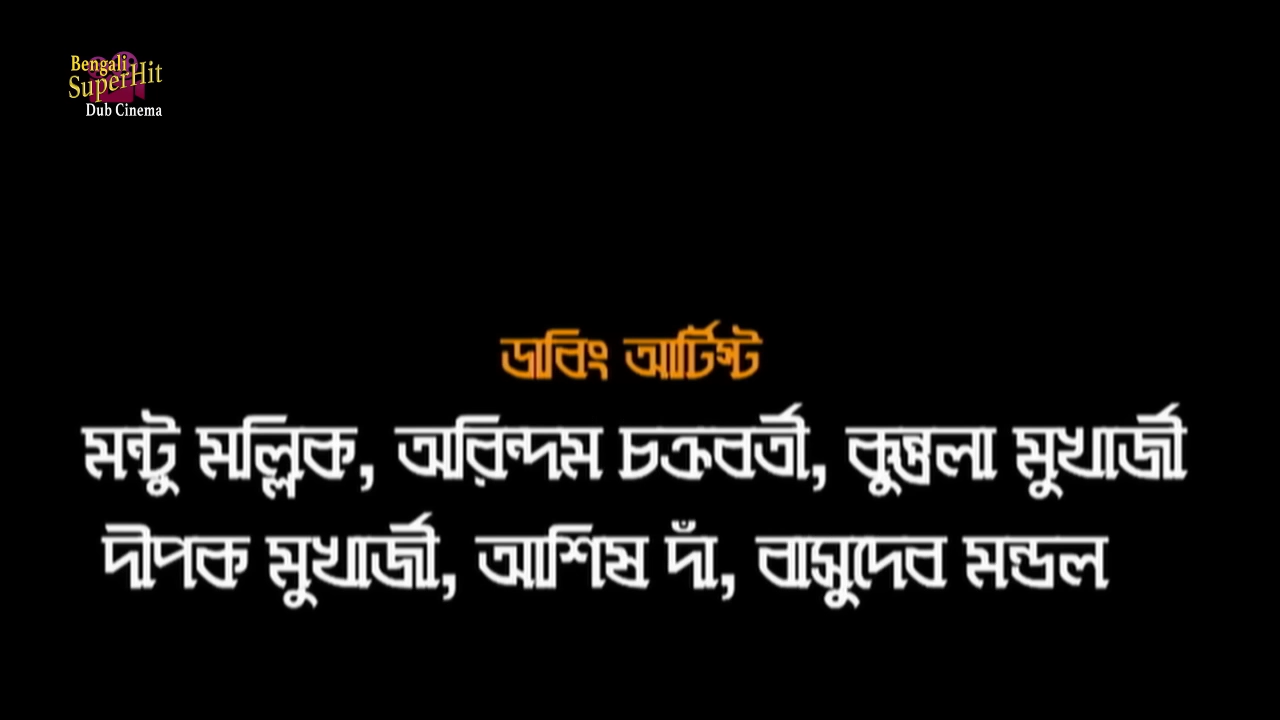 Bengali
SuperHit
Dub Cinema
ডাবিং আর্টিস্ট
মন্টু মল্লিক, অরিন্দম চক্রবর্তী, কুন্তলা মুখার্জী
দীপক মুখার্জী, আশিষ দাঁ, বাসুদেব মন্ডল